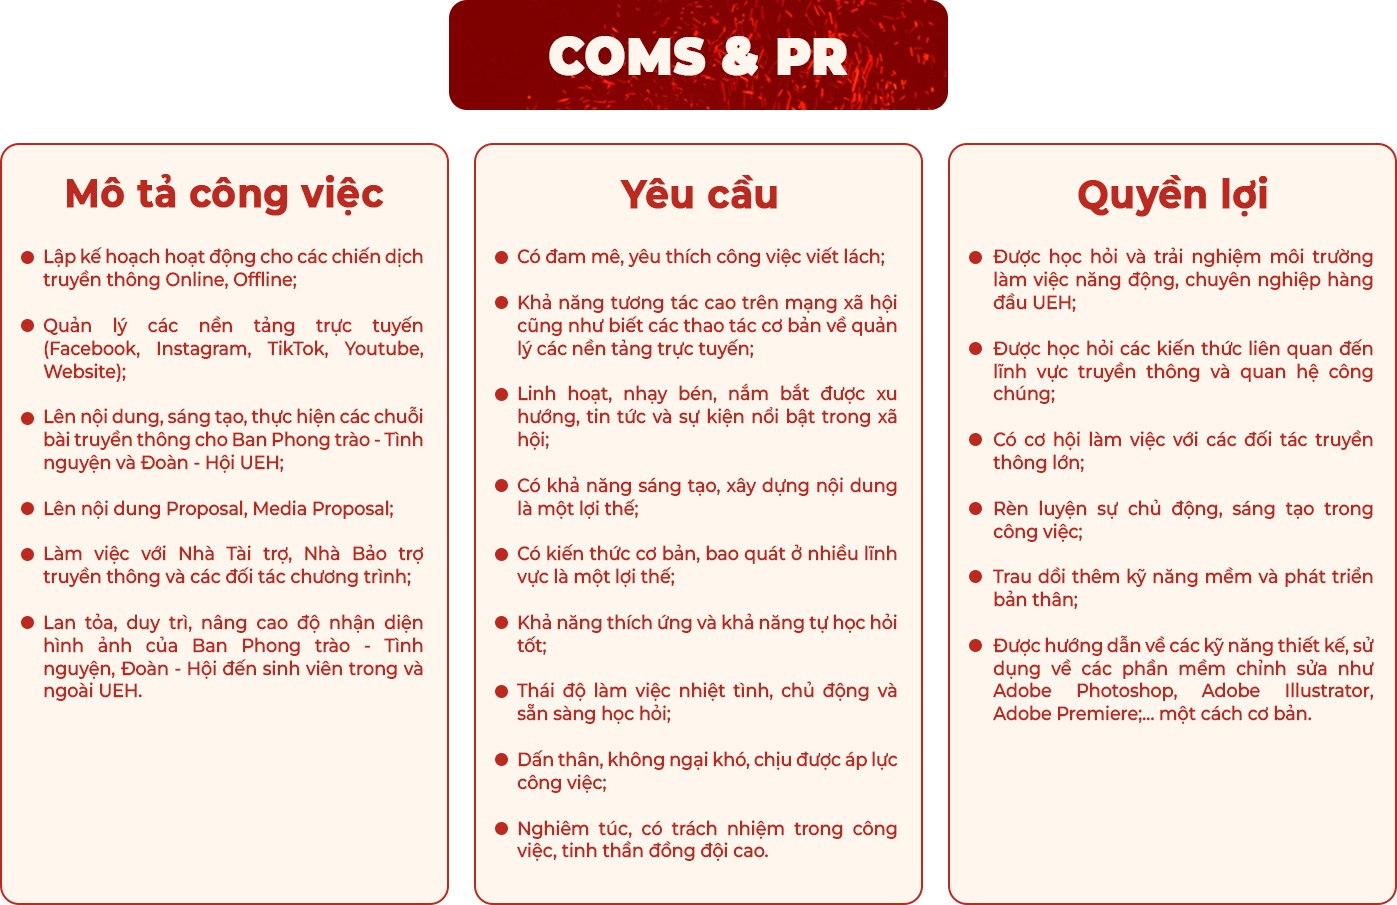 COMS & PR
Mô tả công việc
Lập kế hoạch hoạt động cho các chiến dịch
truyền thông Online, Offline;
Quản lý các nền tảng trực tuyến
(Facebook, Instagram, TikTok, Youtube,
Website);
Lên nội dung, sáng tạo, thực hiện các chuỗi
bài truyền thông cho Ban Phong trào - Tình
nguyện và Đoàn - Hội UEH;
Lên nội dung Proposal, Media Proposal;
Làm việc với Nhà Tài trợ, Nhà Bảo trợ
truyền thông và các đối tác chương trình;
Lan tỏa, duy trì, nâng cao độ nhận diện
hình ảnh của Ban Phong trào - Tình
nguyện, Đoàn - Hội đến sinh viên trong và
ngoài UEH.
Yêu cầu
Có đam mê, yêu thích công việc viết lách;
Khả năng tương tác cao trên mạng xã hội
cũng như biết các thao tác cơ bản về quản
lý các nền tảng trực tuyến;
Linh hoạt, nhạy bén, nắm bắt được xu
hướng, tin tức và sự kiện nổi bật trong xã
hội;
Có khả năng sáng tạo, xây dựng nội dung
là một lợi thế;
Có kiến thức cơ bản, bao quát ở nhiều lĩnh
vực là một lợi thế;
Khả năng thích ứng và khả năng tự học hỏi
tốt;
Thái độ làm việc nhiệt tình, chủ động và
sẵn sàng học hỏi;
Dấn thân, không ngại khó, chịu được áp lực
công việc;
Nghiêm túc, có trách nhiệm trong công
việc, tinh thần đồng đội cao.
Quyền lợi
Được học hỏi và trải nghiệm môi trường
làm việc năng động, chuyên nghiệp hàng
đầu UEH;
Được học hỏi các kiến thức liên quan đến
lĩnh vực truyền thông và quan hệ công
chúng;
Có cơ hội làm việc với các đối tác truyền
thông lớn;
Rèn luyện sự chủ động, sáng tạo trong
công việc;
Trau dồi thêm kỹ năng mềm và phát triển
bản thân;
Được hướng dẫn về các kỹ năng thiết kế, sử
dụng về các phần mềm chỉnh sửa như
Adobe Photoshop, Adobe Illustrator,
Adobe Premiere;... một cách cơ bản.